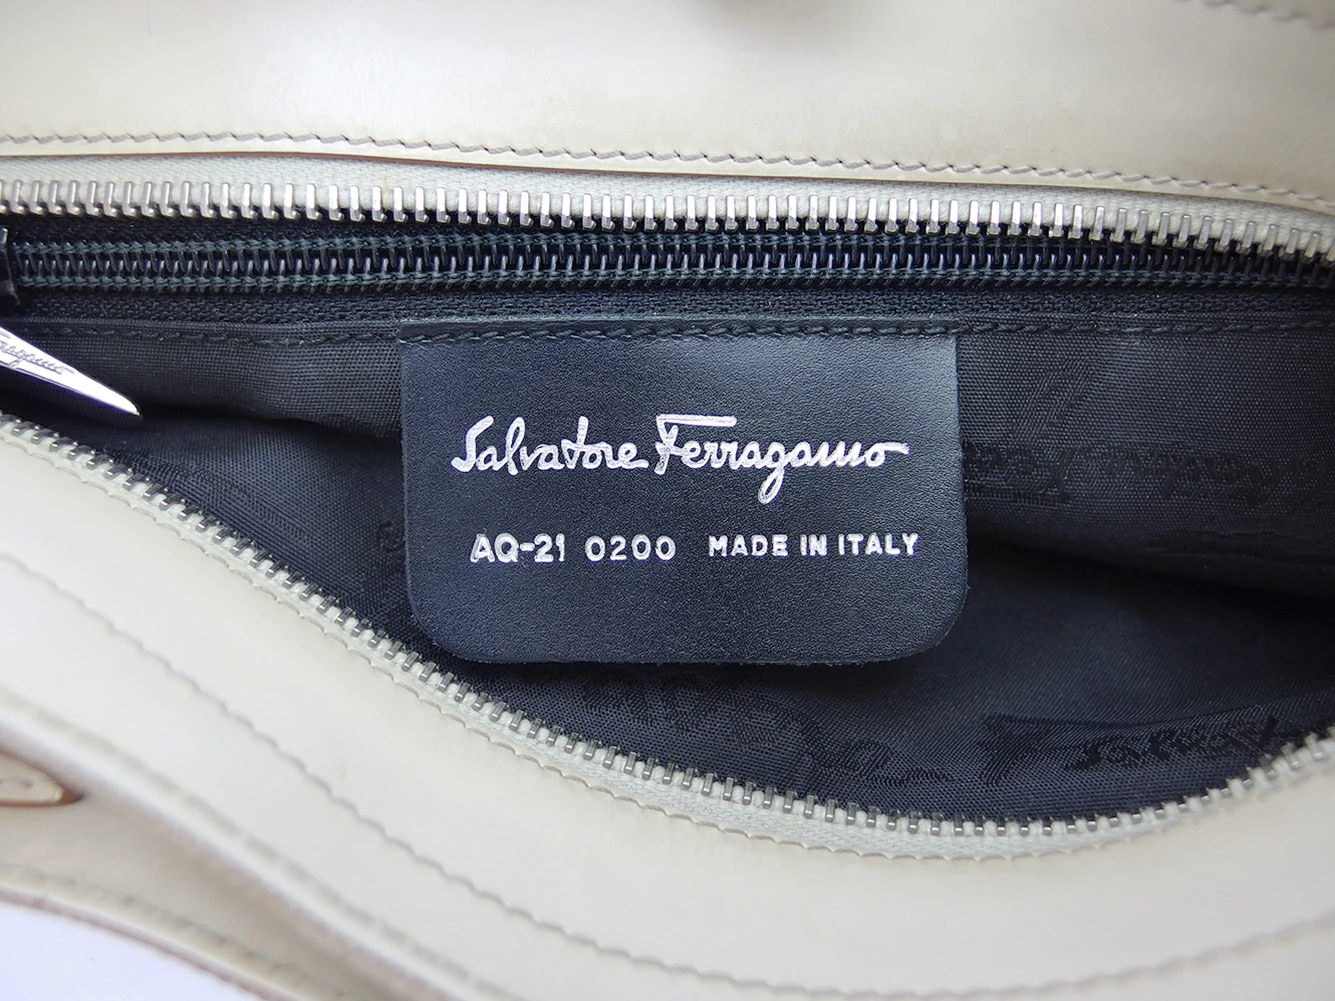 Salvatore Ferragamo
AQ-21 0200 MADE IN ITALY